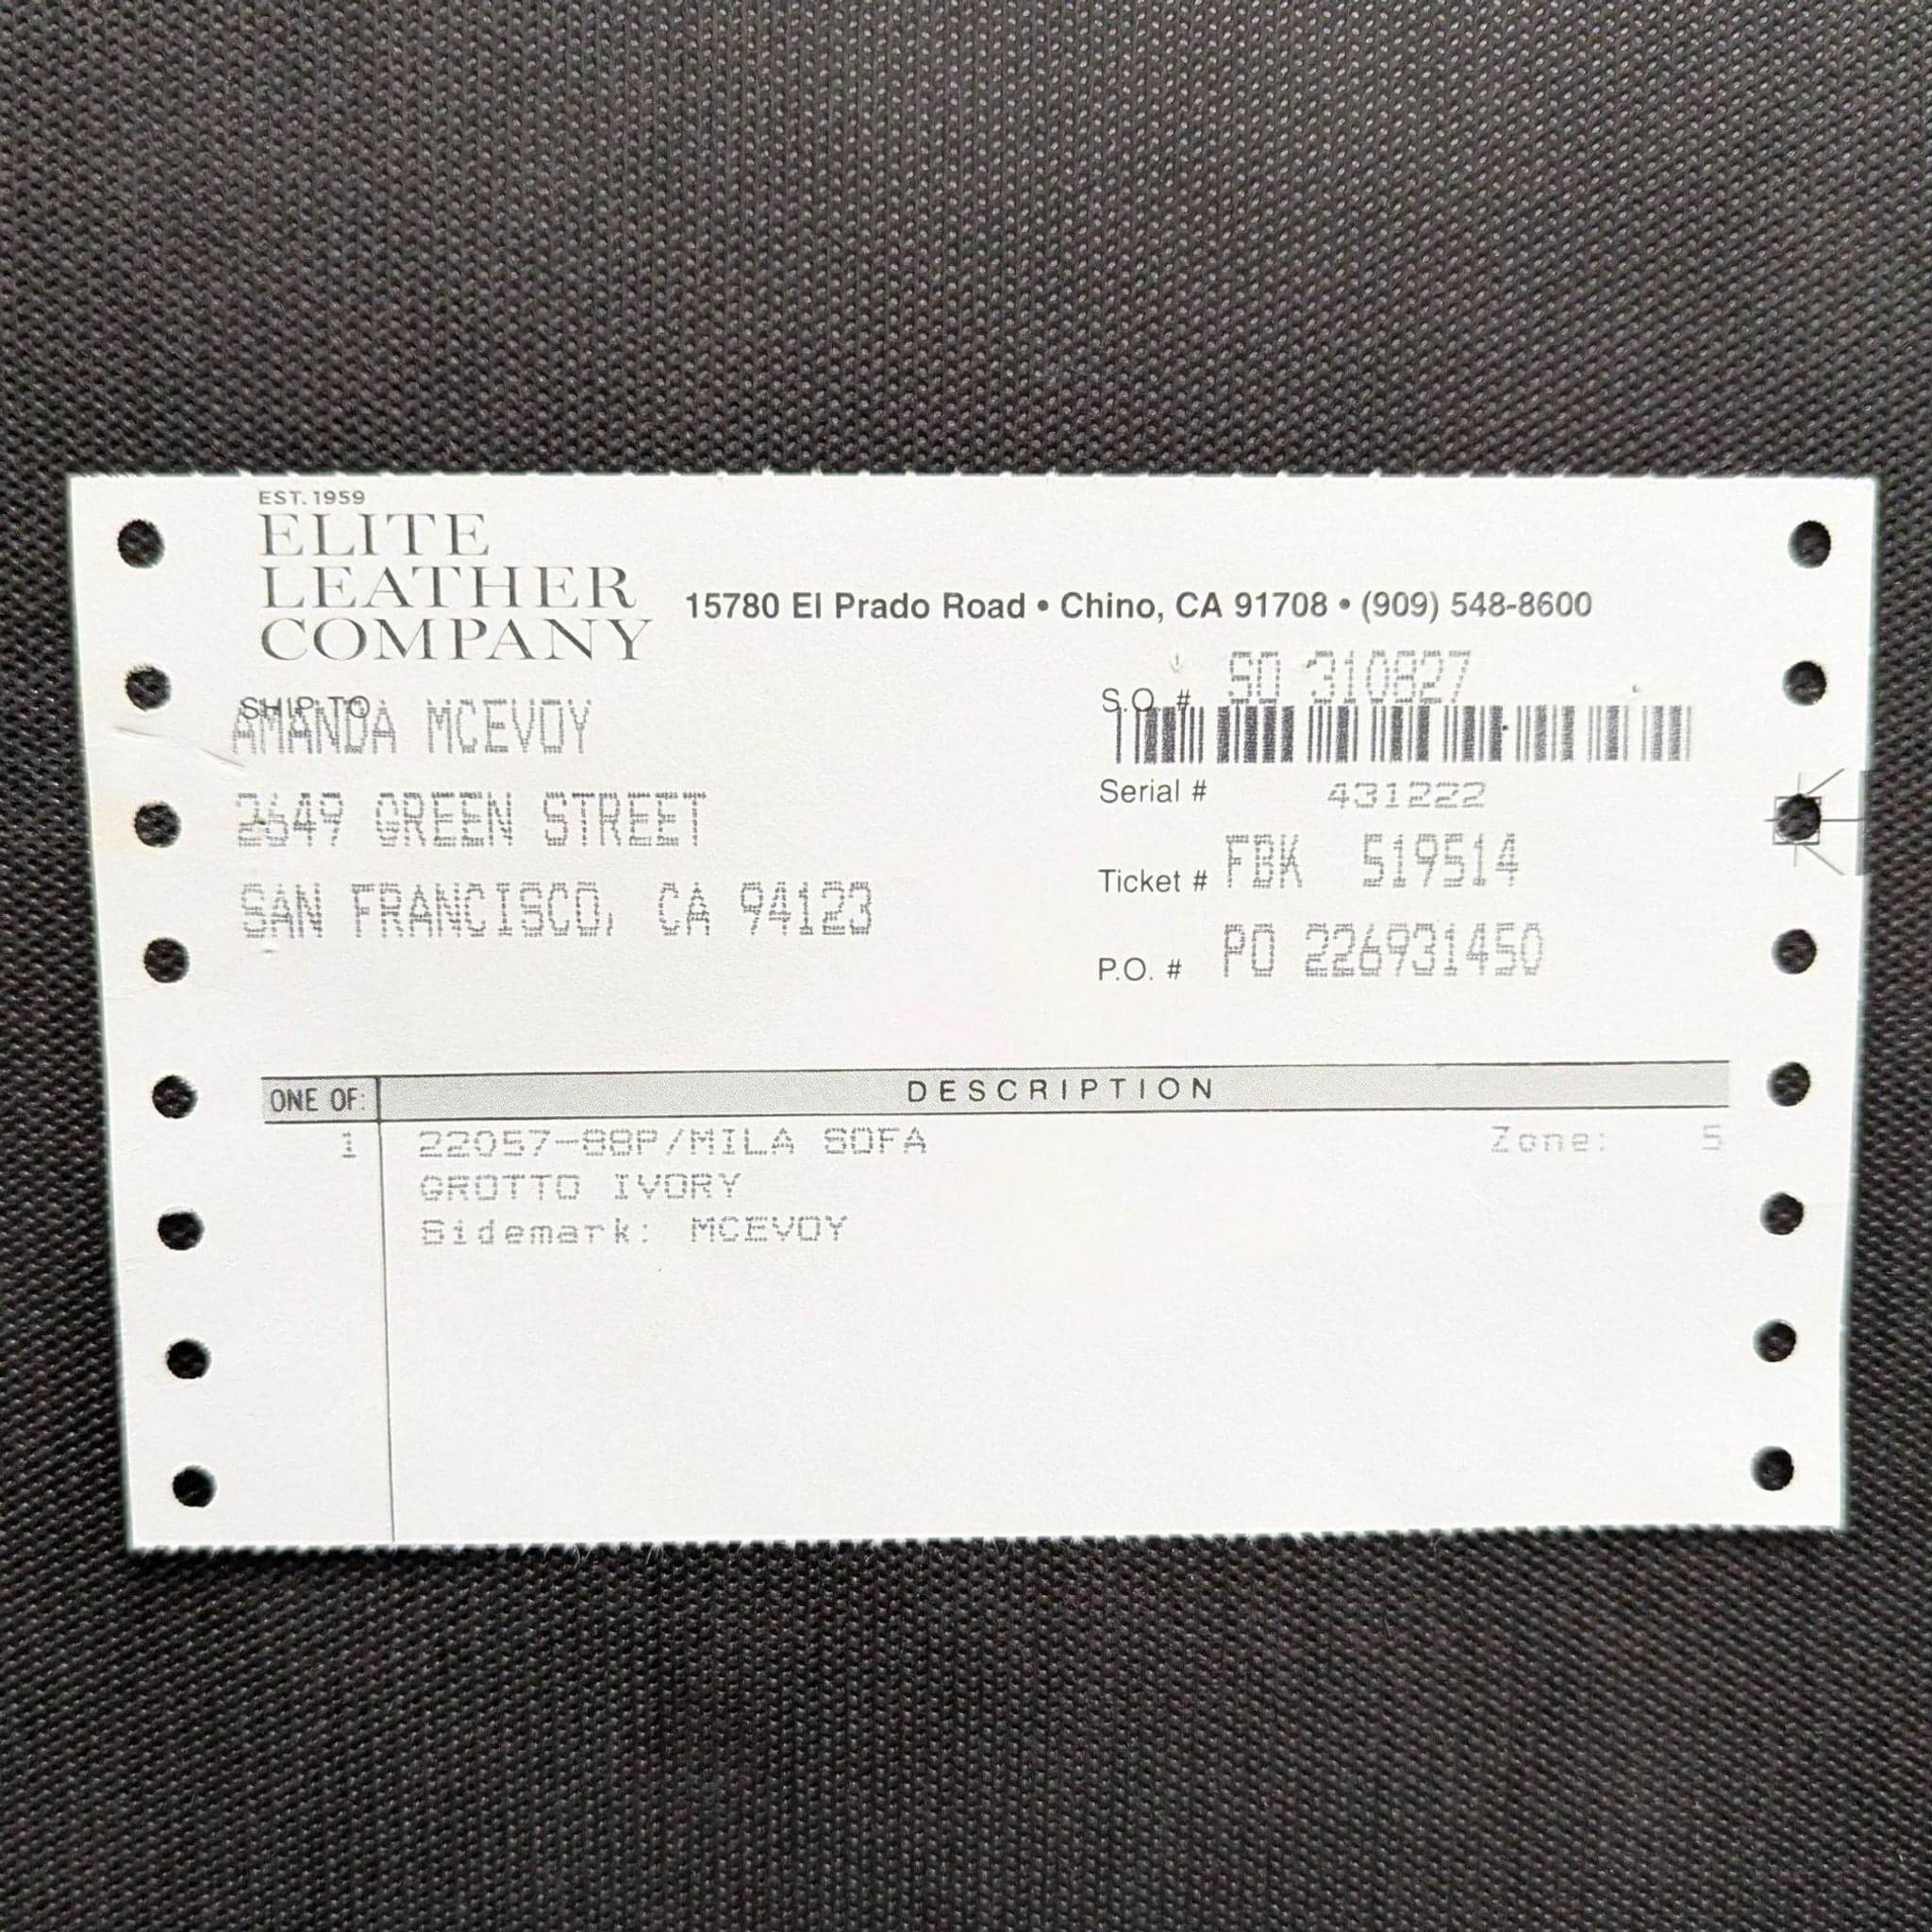 EST. 1959
ELITE
LEATHER
COMPANY
15780 El Prado Road • Chino, CA 91708 • (909) 548-8600
SHIP TO
AMANDA MCEVOY
2649 GREEN STREET
SAN FRANCISCO, CA 94123
S.O. # SO 310827
Serial # 431222
Ticket # FBK 519514
P.O. # PO 226931450
ONE OF: DESCRIPTION
1 22057-88P/MILA SOFA Zone: 5
GROTTO IVORY
Sidemark: MCEVOY